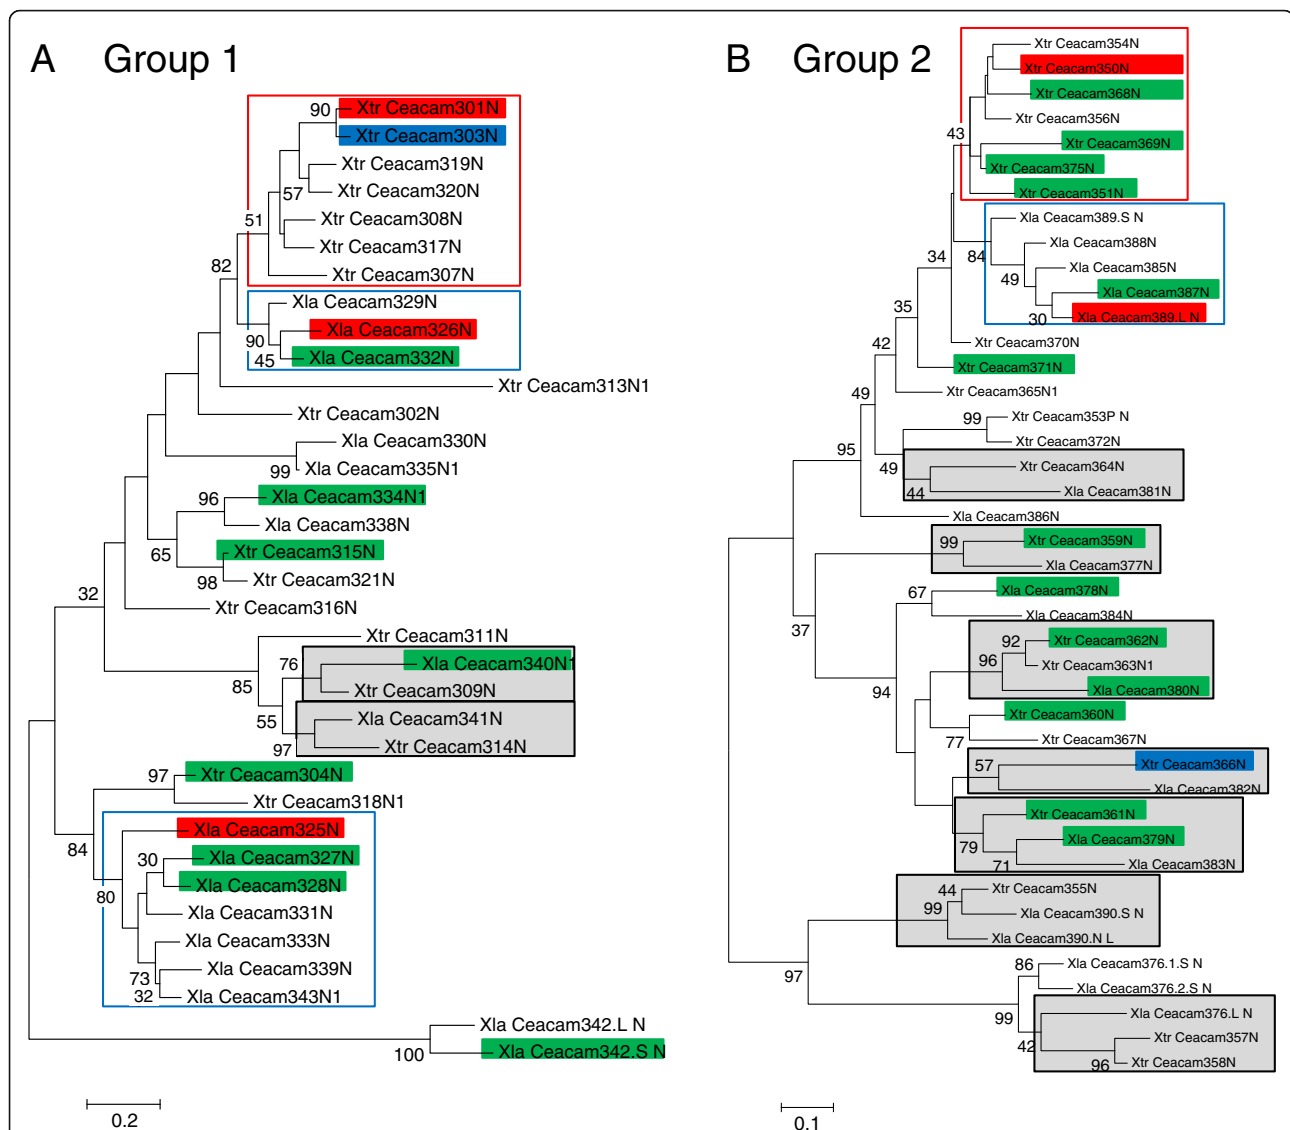 A Group 1
90
Xtr Ceacam301N
Xtr Ceacam303N
Xtr Ceacam319N
57
Xtr Ceacam320N
51
Xtr Ceacam308N
Xtr Ceacam317N
82
Xtr Ceacam307N
Xla Ceacam329N
90
Xla Ceacam326N
45
Xla Ceacam332N
Xtr Ceacam313N1
Xtr Ceacam302N
Xla Ceacam330N
99
Xla Ceacam335N1
96
Xla Ceacam334N1
Xla Ceacam338N
65
Xtr Ceacam315N
98
Xtr Ceacam321N
32
Xtr Ceacam316N
Xtr Ceacam311N
76
Xla Ceacam340N1
85
Xtr Ceacam309N
55
Xla Ceacam341N
97
Xtr Ceacam314N
97
Xtr Ceacam304N
Xtr Ceacam318N1
84
Xla Ceacam325N
30
Xla Ceacam327N
80
Xla Ceacam328N
Xla Ceacam331N
Xla Ceacam333N
73
Xla Ceacam339N
32
Xla Ceacam343N1
Xla Ceacam342.L N
100
Xla Ceacam342.S N
0.2
B Group 2
Xtr Ceacam354N
Xtr Ceacam350N
Xtr Ceacam368N
Xtr Ceacam356N
43
Xtr Ceacam369N
Xtr Ceacam375N
Xtr Ceacam351N
Xla Ceacam389.S N
84
Xla Ceacam388N
34
49
Xla Ceacam385N
Xla Ceacam387N
30
Xla Ceacam389.L N
35
Xtr Ceacam370N
42
Xtr Ceacam371N
49
Xtr Ceacam365N1
99
Xtr Ceacam353P N
Xtr Ceacam372N
95
49
Xtr Ceacam364N
44
Xla Ceacam381N
Xla Ceacam386N
99
Xtr Ceacam359N
Xla Ceacam377N
67
Xla Ceacam378N
Xla Ceacam384N
37
92
Xtr Ceacam362N
96
Xtr Ceacam363N1
Xla Ceacam380N
94
Xtr Ceacam360N
77
Xtr Ceacam367N
57
Xtr Ceacam366N
Xla Ceacam382N
Xtr Ceacam361N
79
Xla Ceacam379N
71
Xla Ceacam383N
44
Xtr Ceacam355N
99
Xla Ceacam390.S N
Xla Ceacam390.N L
97
86
Xla Ceacam376.1.S N
Xla Ceacam376.2.S N
99
Xla Ceacam376.L N
42
Xtr Ceacam357N
96
Xtr Ceacam358N
0.1